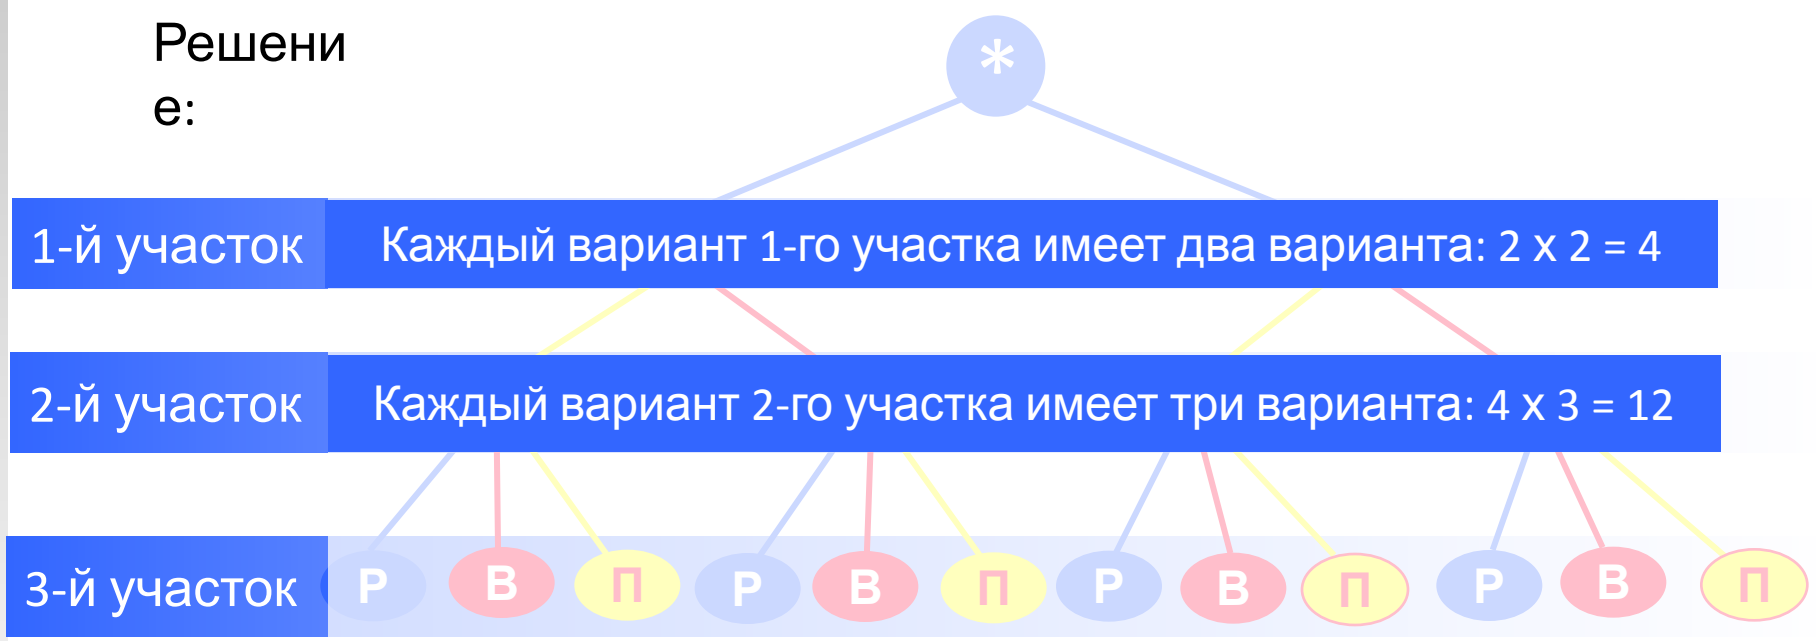 Решени
е:
*
1-й участок Каждый вариант 1-го участка имеет два варианта: 2 х 2 = 4
2-й участок Каждый вариант 2-го участка имеет три варианта: 4 х 3 = 12
3-й участок Р В П Р В П Р В П Р В П